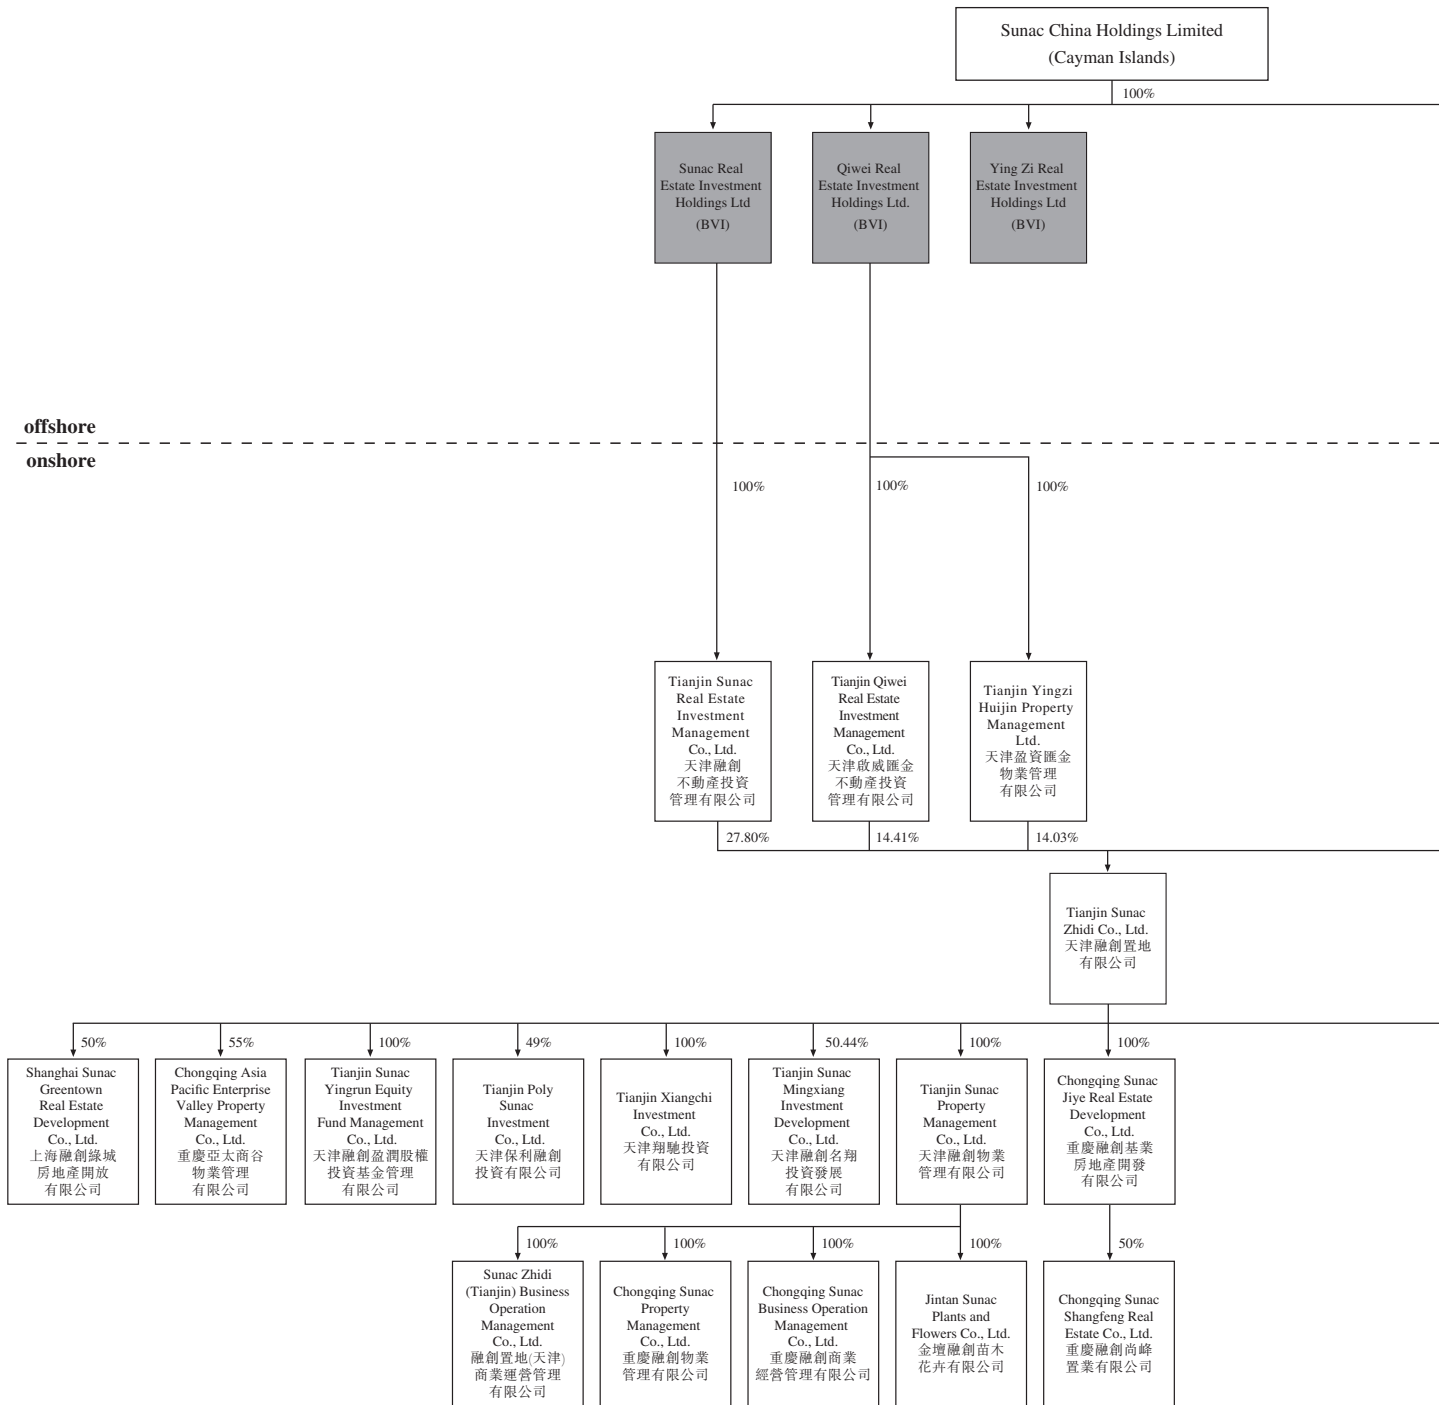 Sunac China Holdings Limited
(Cayman Islands)
100%
Sunac Real
Estate Investment
Holdings Ltd
(BVI)
Qiwei Real
Estate Investment
Holdings Ltd.
(BVI)
Ying Zi Real
Estate Investment
Holdings Ltd
(BVI)
offshore
onshore
100%
100%
100%
Tianjin Sunac
Real Estate
Investment
Management
Co., Ltd.
天津融創
不動產投資
管理有限公司
Tianjin Qiwei
Real Estate
Investment
Management
Co., Ltd.
天津啟威匯金
不動產投資
管理有限公司
Tianjin Yingzi
Huijin Property
Management
Ltd.
天津盈資匯金
物業管理
有限公司
27.80%
14.41%
14.03%
Tianjin Sunac
Zhidi Co., Ltd.
天津融創置地
有限公司
50%
55%
100%
49%
100%
50.44%
100%
100%
Shanghai Sunac
Greentown
Real Estate
Development
Co., Ltd.
上海融創綠城
房地產開放
有限公司
Chongqing Asia
Pacific Enterprise
Valley Property
Management
Co., Ltd.
重慶亞太商谷
物業管理
有限公司
Tianjin Sunac
Yingrun Equity
Investment
Fund Management
Co., Ltd.
天津融創盈潤股權
投資基金管理
有限公司
Tianjin Poly
Sunac
Investment
Co., Ltd.
天津保利融創
投資有限公司
Tianjin Xiangchi
Investment
Co., Ltd.
天津翔馳投資
有限公司
Tianjin Sunac
Mingxiang
Investment
Development
Co., Ltd.
天津融創名翔
投資發展
有限公司
Tianjin Sunac
Property
Management
Co., Ltd.
天津融創物業
管理有限公司
Chongqing Sunac
Jiye Real Estate
Development
Co., Ltd.
重慶融創基業
房地產開發
有限公司
100%
100%
100%
100%
50%
Sunac Zhidi
(Tianjin) Business
Operation
Management
Co., Ltd.
融創置地(天津)
商業運營管理
有限公司
Chongqing Sunac
Property
Management
Co., Ltd.
重慶融創物業
管理有限公司
Chongqing Sunac
Business Operation
Management
Co., Ltd.
重慶融創商業
經營管理有限公司
Jintan Sunac
Plants and
Flowers Co., Ltd.
金壇融創苗木
花卉有限公司
Chongqing Sunac
Shangfeng Real
Estate Co., Ltd.
重慶融創尚峰
置業有限公司